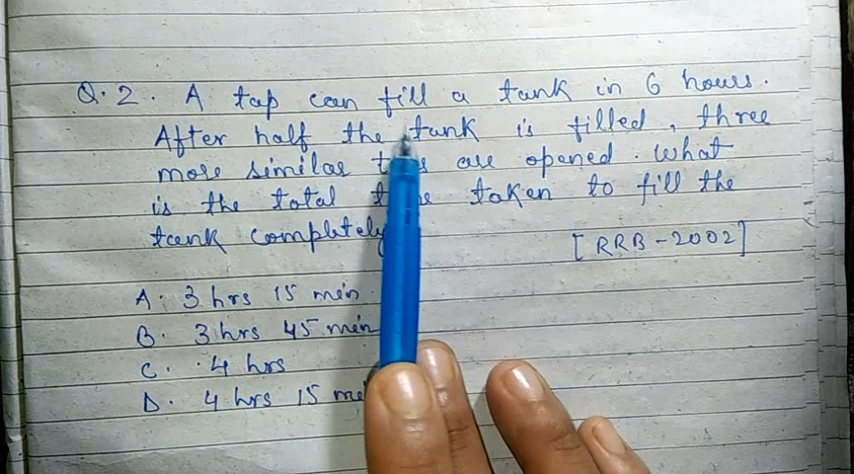 Q.2. A tap can fill a tank in 6 hours.
After half the tank is filled, three
more similar are opened. What
is the total taken to fill the
tank completely
[RRB-2002]
A. 3 hrs 15 min
B. 3 hrs 45 min
C. 4 hrs
D. 4 hrs 15